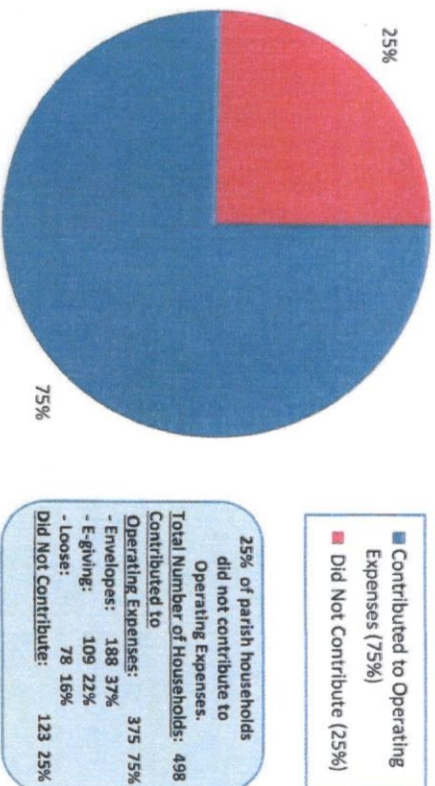 25%
75%
Contributed to Operating
Expenses (75%)
Did Not Contribute (25%)
25% of parish households
did not contribute to
Operating Expenses.
Total Number of Households: 498
Contributed to
Operating Expenses: 375 75%
- Envelopes: 188 37%
- E-giving: 109 22%
- Loose: 78 16%
Did Not Contribute: 123 25%